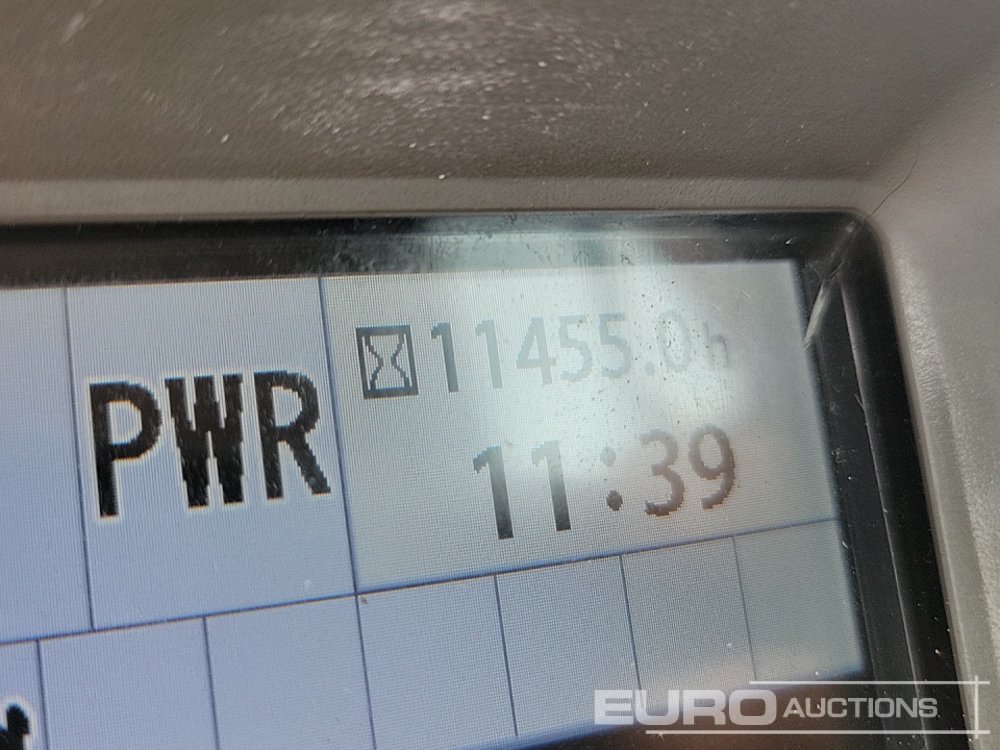 PWR
11455.0h
11:39
EURO AUCTIONS